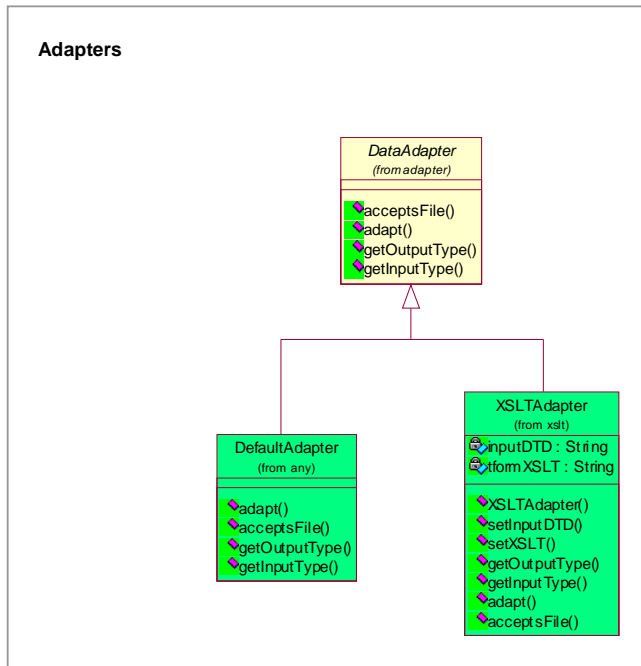 Adapters
DataAdapter
(from adapter)
acceptsFile()
adapt()
getOutputType()
getInputType()
XSLTAdapter
(from xslt)
inputDTD : String
tformXSLT : String
XSLTAdapter()
setInputDTD()
setXSLT()
getOutputType()
getInputType()
adapt()
acceptsFile()
DefaultAdapter
(from any)
adapt()
acceptsFile()
getOutputType()
getInputType()